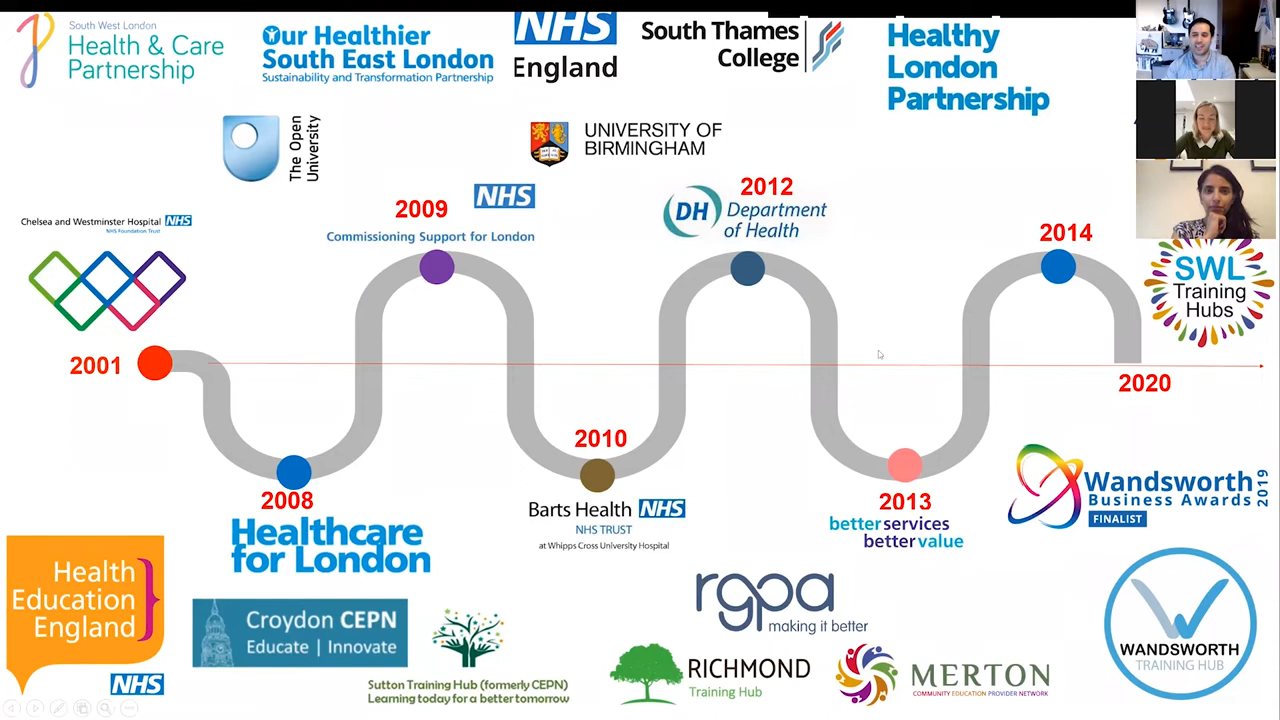 South West London
Health & Care
Partnership
Our Healthier
South East London
Sustainability and Transformation Partnership
NHS
England
South Thames
College
Healthy
London
Partnership
The Open
University
UNIVERSITY OF
BIRMINGHAM
Chelsea and Westminster Hospital NHS
NHS Foundation Trust
2009
NHS
Commissioning Support for London
2012
DH Department
of Health
2014
SWL
Training
Hubs
2001
2020
2008
Healthcare
for London
2010
Barts Health NHS
NHS TRUST
at Whipps Cross University Hospital
2013
better services
better value
Wandsworth
Business Awards
2019
FINALIST
Health
Education
England
NHS
Croydon CEPN
Educate | Innovate
Sutton Training Hub (formerly CEPN)
Learning today for a better tomorrow
rgpa
making it better
RICHMOND
Training Hub
MERTON
COMMUNITY EDUCATION PROVIDER NETWORK
W
WANDSWORTH
TRAINING HUB